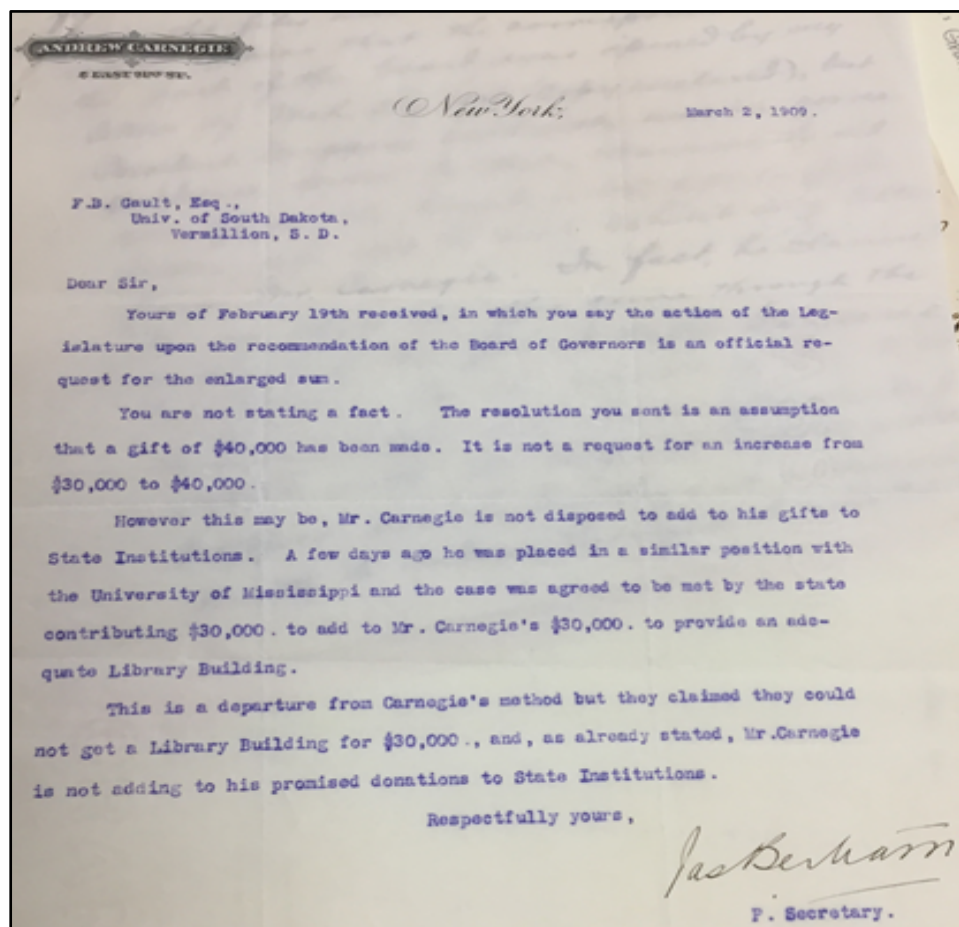 ANDREW CARNEGIE
New York,
March 2, 1909.
F.B. Gault, Esq.,
Univ. of South Dakota,
Vermillion, S. D.
Dear Sir,
Yours of February 19th received, in which you say the action of the Leg-
islature upon the recommendation of the Board of Governors is an official re-
quest for the enlarged sum.
You are not stating a fact. The resolution you sent is an assumption
that a gift of $40,000 has been made. It is not a request for an increase from
$30,000 to $40,000.
However this may be, Mr. Carnegie is not disposed to add to his gifts to
State Institutions. A few days ago he was placed in a similar position with
the University of Mississippi and the case was agreed to be met by the state
contributing $30,000. to add to Mr. Carnegie's $30,000. to provide an ade-
quate Library Building.
This is a departure from Carnegie's method but they claimed they could
not get a Library Building for $30,000., and, as already stated, Mr.Carnegie
is not adding to his promised donations to State Institutions.
Respectfully yours,
Jas Bertram
P. Secretary.